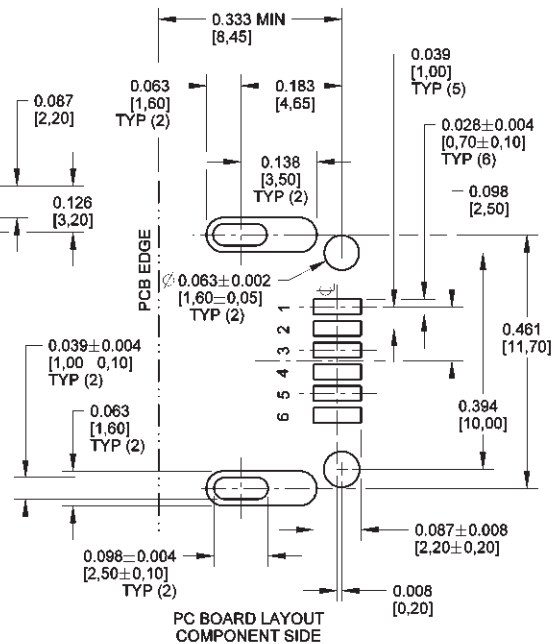 0.333 MIN
[8,45]
0.063
[1,60]
TYP (2)
0.183
[4,65]
0.039
[1,00]
TYP (5)
0.087
[2,20]
0.028±0.004
[0,70±0,10]
TYP (6)
0.138
[3,50]
TYP (2)
0.098
[2,50]
0.126
[3,20]
PCB EDGE
Ø 0.063±0.002
[1,60±0,05]
TYP (2)
1
2
3
4
5
6
0.461
[11,70]
0.039±0.004
[1,00 0,10]
TYP (2)
0.063
[1,60]
TYP (2)
0.394
[10,00]
0.087±0.008
[2,20±0,20]
0.098±0.004
[2,50±0,10]
TYP (2)
0.008
[0,20]
PC BOARD LAYOUT
COMPONENT SIDE